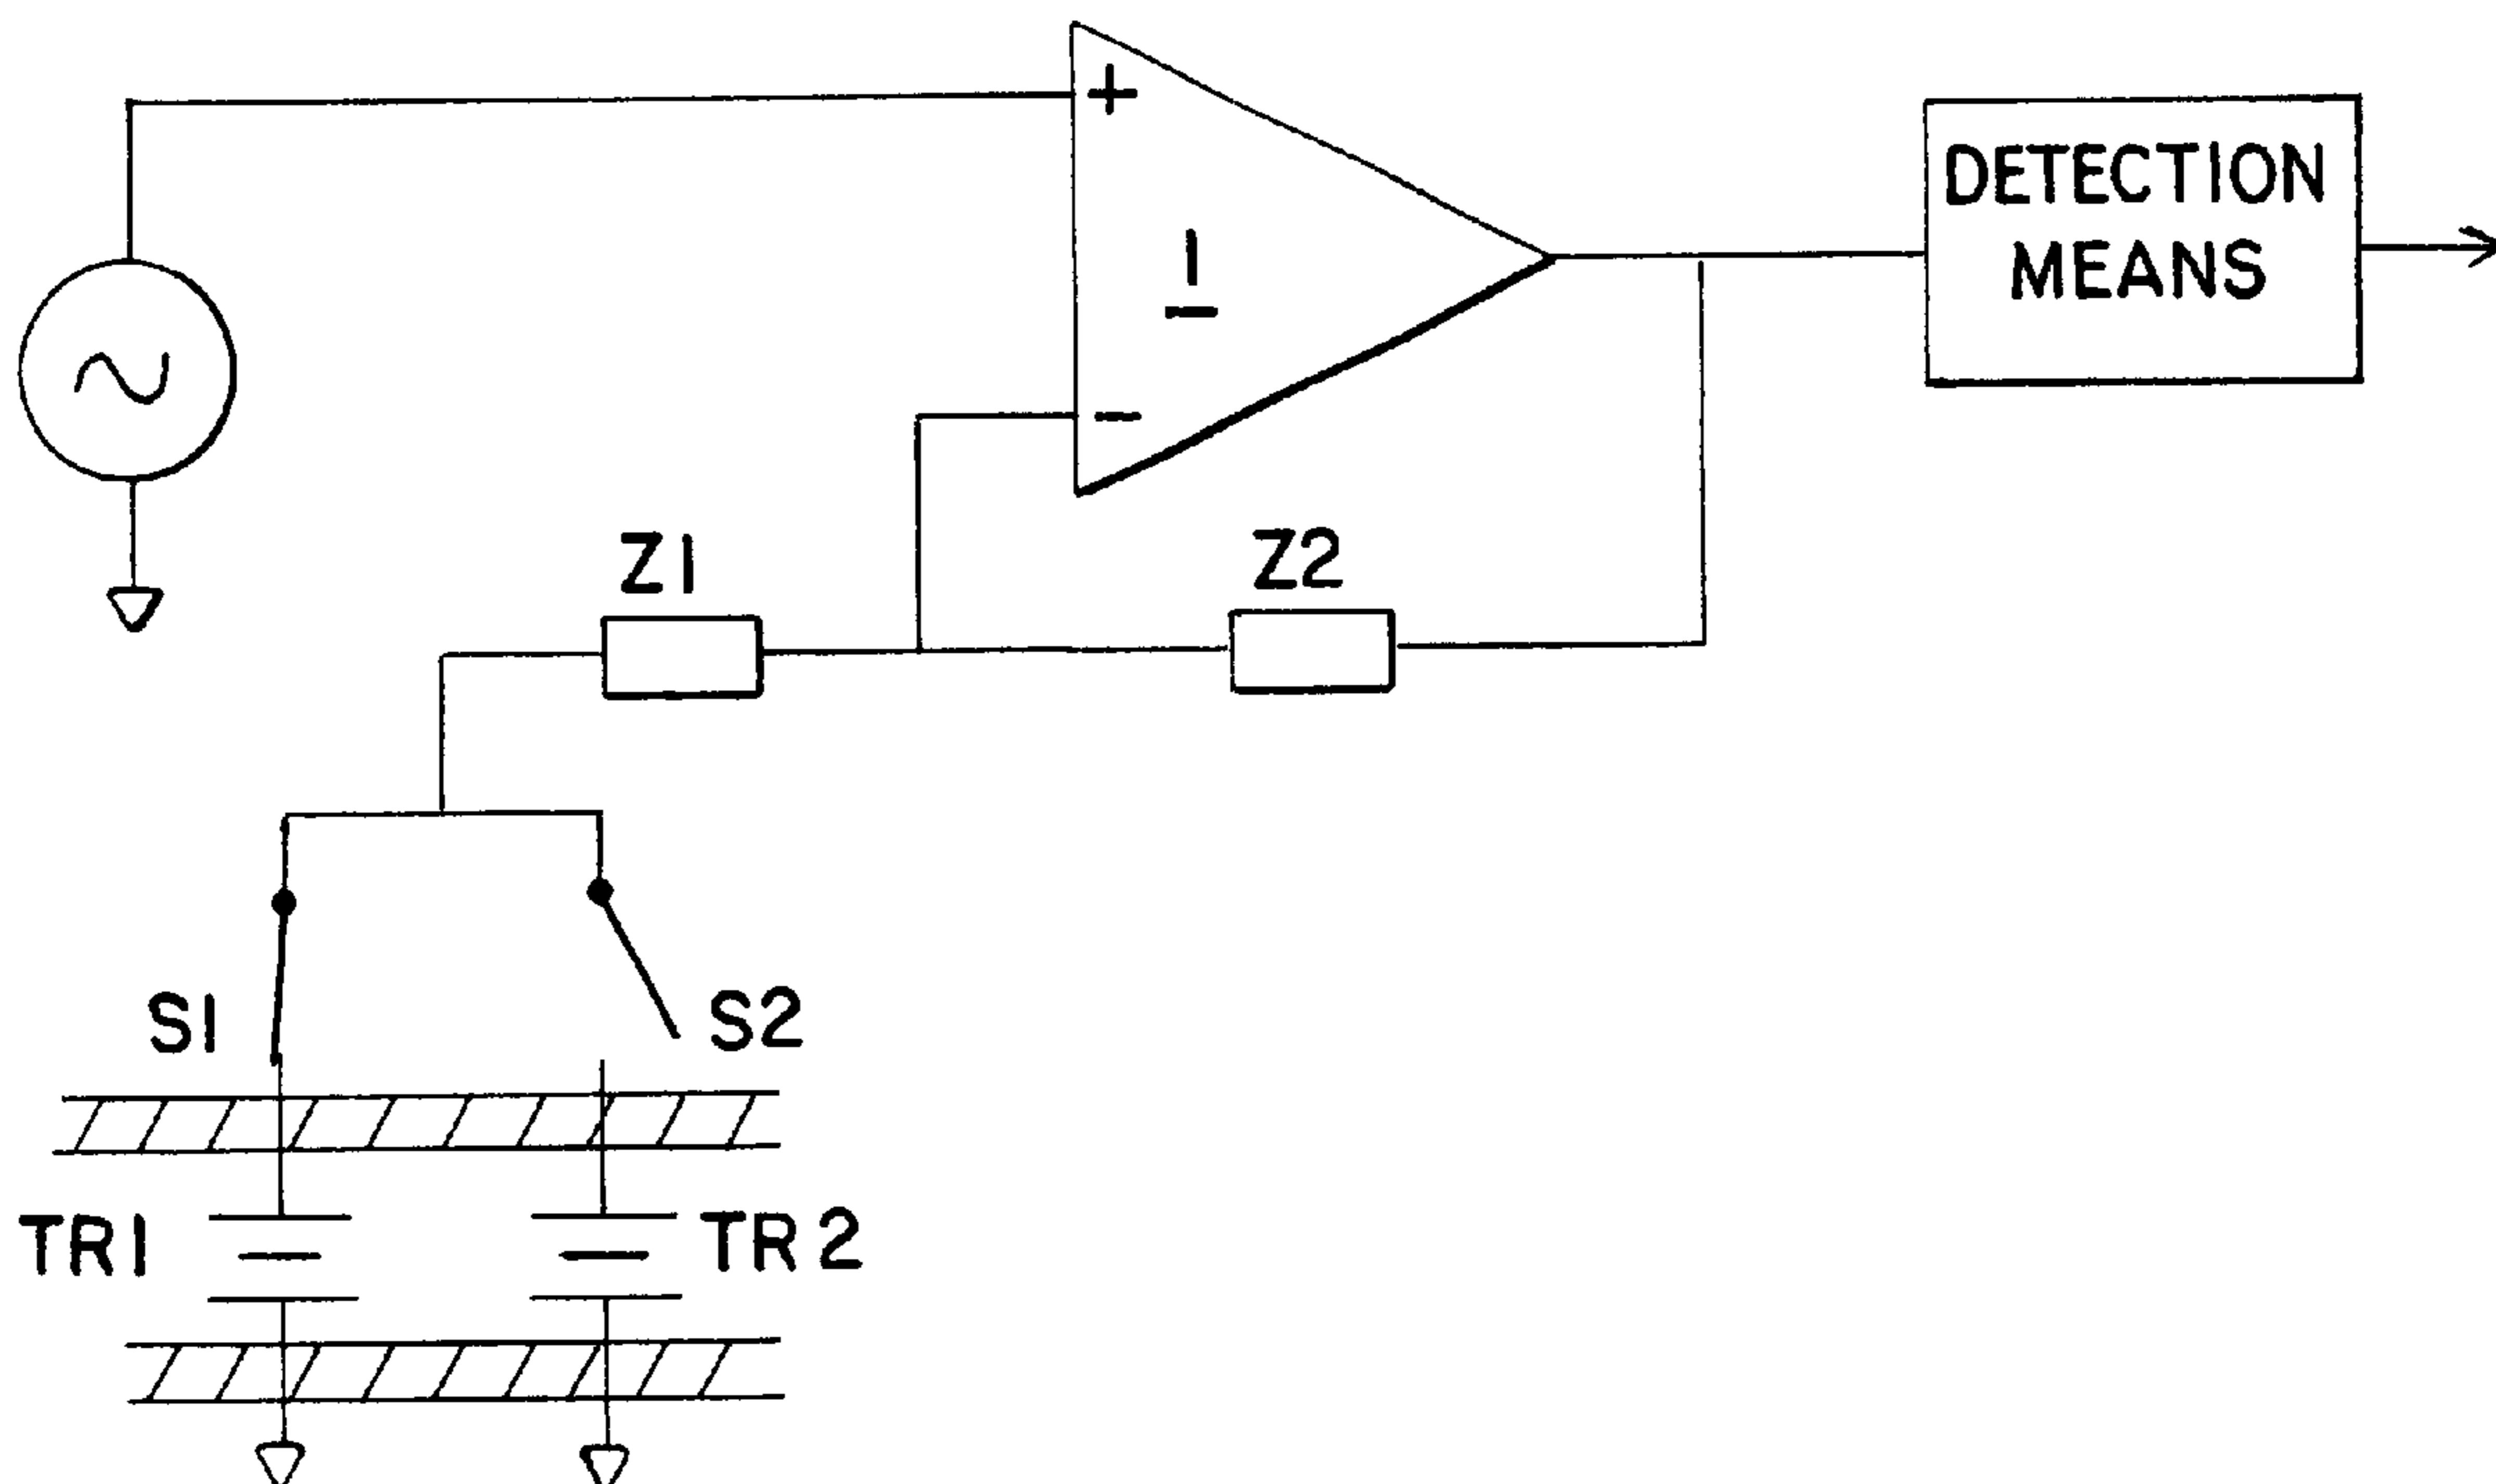 +
1
-
DETECTION
MEANS
Z1
Z2
S1
S2
TR1
TR2